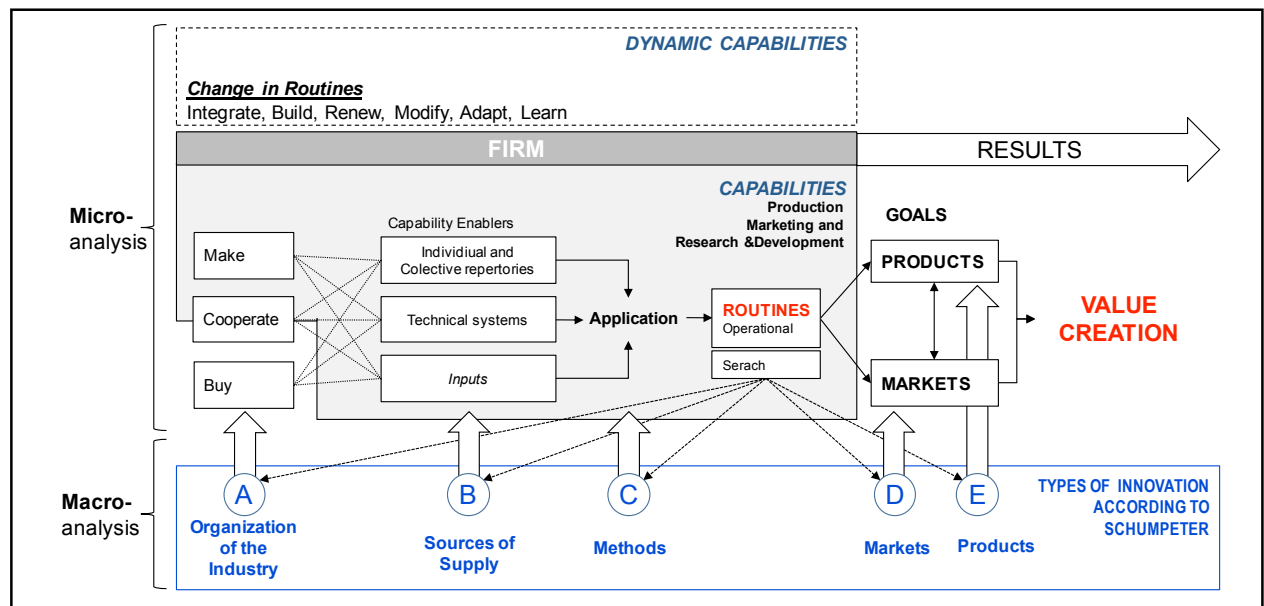 DYNAMIC CAPABILITIES
Change in Routines
Integrate, Build, Renew, Modify, Adapt, Learn
FIRM
RESULTS
Micro-
analysis
CAPABILITIES
Production
Marketing and
Research &Development
GOALS
Capability Enablers
Make
Cooperate
Buy
Individiual and
Colective repertories
Technical systems
Inputs
Application
ROUTINES
Operational
Serach
PRODUCTS
MARKETS
VALUE
CREATION
Macro-
analysis
A
B
C
D
E
Organization
of the
Industry
Sources of
Supply
Methods
Markets
Products
TYPES OF INNOVATION
ACCORDING TO
SCHUMPETER